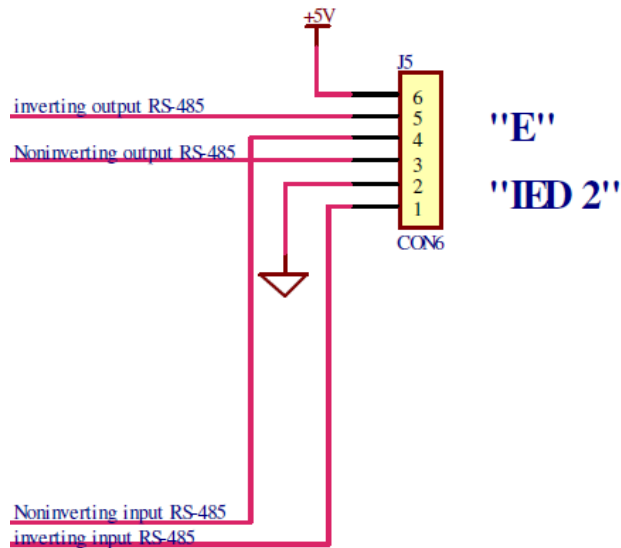 +5V
J5
inverting output RS-485
Noninverting output RS-485
6
5
4
3
2
1
"E"
"IED 2"
CON6
Noninverting input RS-485
inverting input RS-485